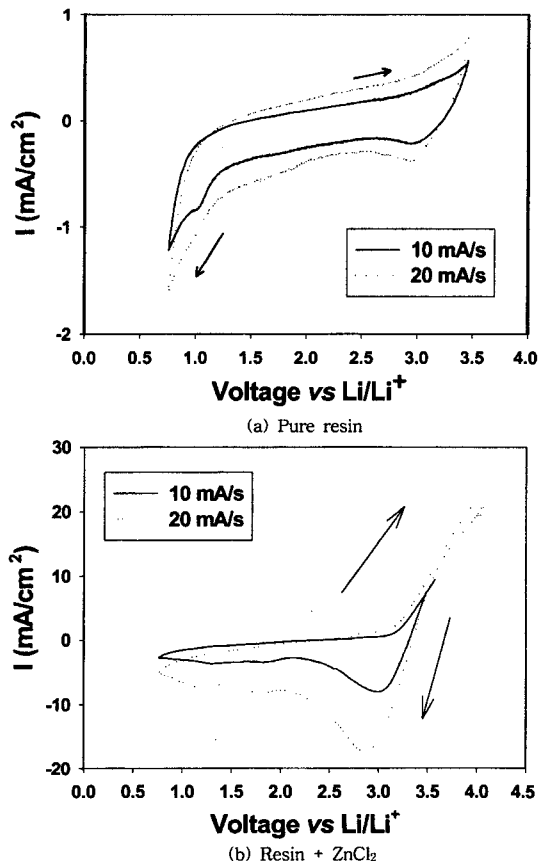 1
0
-1
-2
I (mA/cm²)
10 mA/s
20 mA/s
0.0 0.5 1.0 1.5 2.0 2.5 3.0 3.5 4.0
Voltage vs Li/Li⁺
(a) Pure resin
30
20
10
0
-10
-20
I (mA/cm²)
10 mA/s
20 mA/s
0.0 0.5 1.0 1.5 2.0 2.5 3.0 3.5 4.0 4.5
Voltage vs Li/Li⁺
(b) Resin + ZnCl₂